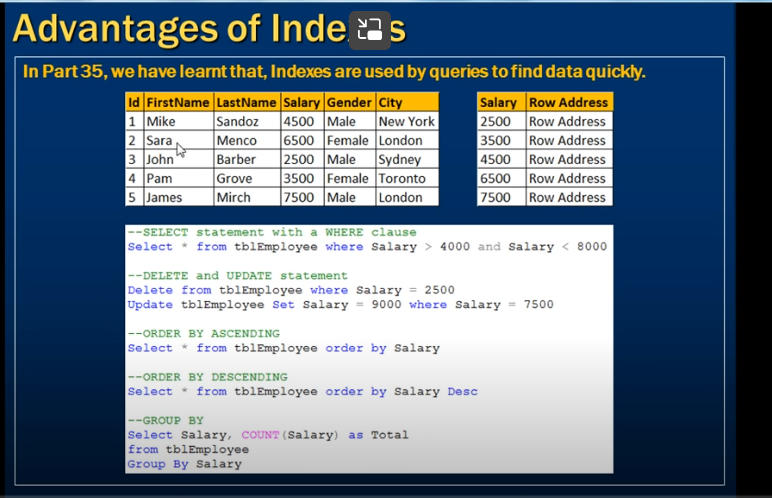 Advantages of Inde s
In Part 35, we have learnt that, Indexes are used by queries to find data quickly.
Id FirstName LastName Salary Gender City
1 Mike Sandoz 4500 Male New York
2 Sara Menco 6500 Female London
3 John Barber 2500 Male Sydney
4 Pam Grove 3500 Female Toronto
5 James Mirch 7500 Male London
Salary Row Address
2500 Row Address
3500 Row Address
4500 Row Address
6500 Row Address
7500 Row Address
--SELECT statement with a WHERE clause
Select * from tblEmployee where Salary > 4000 and Salary < 8000
--DELETE and UPDATE statement
Delete from tblEmployee where Salary = 2500
Update tblEmployee Set Salary = 9000 where Salary = 7500
--ORDER BY ASCENDING
Select * from tblEmployee order by Salary
--ORDER BY DESCENDING
Select * from tblEmployee order by Salary Desc
--GROUP BY
Select Salary, COUNT(Salary) as Total
from tblEmployee
Group By Salary